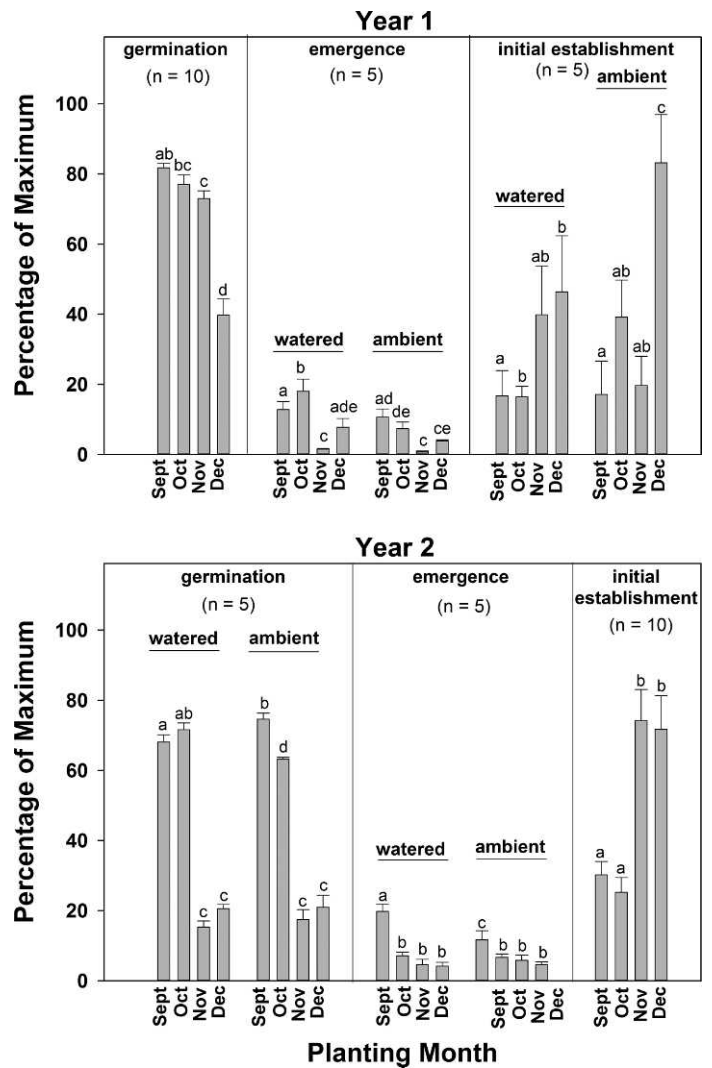 Year 1
germination
(n = 10)
emergence
(n = 5)
initial establishment
(n = 5)
ambient
c
100
80
60
40
20
0
Percentage of Maximum
ab
bc
c
d
watered
a
b
c
ade
ambient
ad
de
c
ce
watered
a
b
ab
b
a
ab
ab
Sept
Oct
Nov
Dec
Sept
Oct
Nov
Dec
Sept
Oct
Nov
Dec
Sept
Oct
Nov
Dec
Sept
Oct
Nov
Dec
Year 2
germination
(n = 5)
emergence
(n = 5)
initial
establishment
(n = 10)
100
80
60
40
20
0
Percentage of Maximum
watered
a
ab
c
c
ambient
b
d
c
c
watered
a
b
b
b
ambient
c
b
b
b
a
a
b
b
Sept
Oct
Nov
Dec
Sept
Oct
Nov
Dec
Sept
Oct
Nov
Dec
Sept
Oct
Nov
Dec
Sept
Oct
Nov
Dec
Planting Month